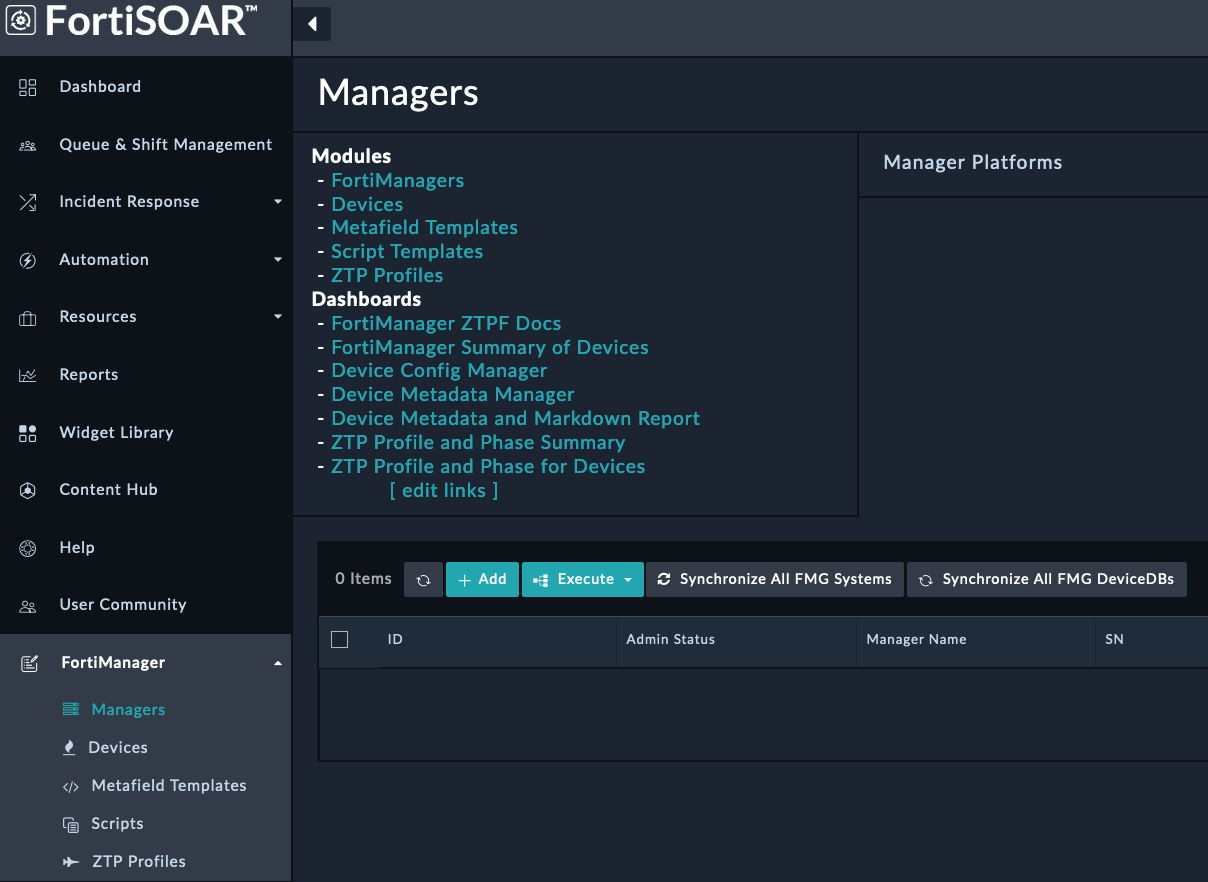 FortiSOAR™
Dashboard
Queue & Shift Management
Incident Response
Automation
Resources
Reports
Widget Library
Content Hub
Help
User Community
FortiManager
Managers
Devices
Metafield Templates
Scripts
ZTP Profiles
Managers
Modules
- FortiManagers
- Devices
- Metafield Templates
- Script Templates
- ZTP Profiles
Dashboards
- FortiManager ZTPF Docs
- FortiManager Summary of Devices
- Device Config Manager
- Device Metadata Manager
- Device Metadata and Markdown Report
- ZTP Profile and Phase Summary
- ZTP Profile and Phase for Devices
[ edit links ]
Manager Platforms
0 Items + Add Execute Synchronize All FMG Systems Synchronize All FMG DeviceDBs
ID Admin Status Manager Name SN